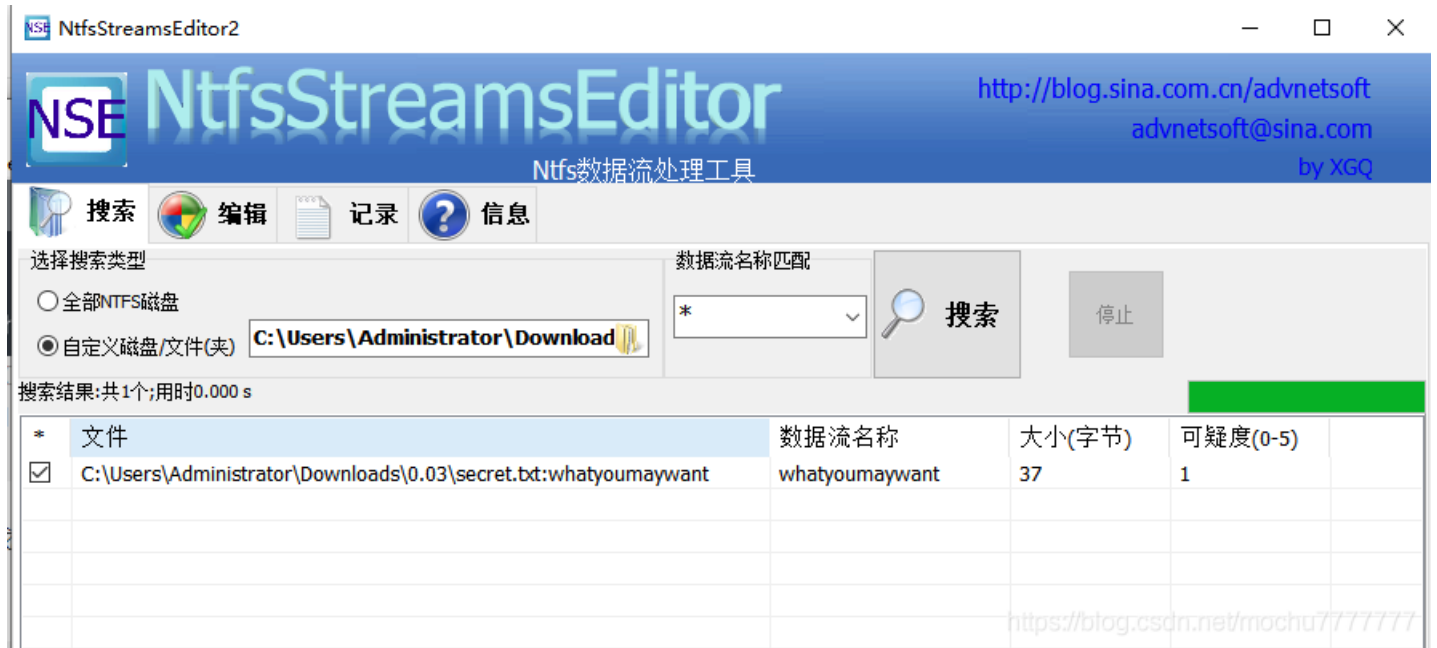 NSE NtfsStreamsEditor2
NSE NtfsStreamsEditor
http://blog.sina.com.cn/advnetsoft
advnetsoft@sina.com
Ntfs数据流处理工具
by XGQ
搜索 编辑 记录 信息
选择搜索类型 数据流名称匹配
全部NTFS磁盘
* 搜索 停止
自定义磁盘/文件(夹) C:\Users\Administrator\Download
搜索结果:共1个;用时0.000 s
* 文件 数据流名称 大小(字节) 可疑度(0-5)
C:\Users\Administrator\Downloads\0.03\secret.txt:whatyoumaywant whatyoumaywant 37 1
https://blog.csdn.net/mochu7777777